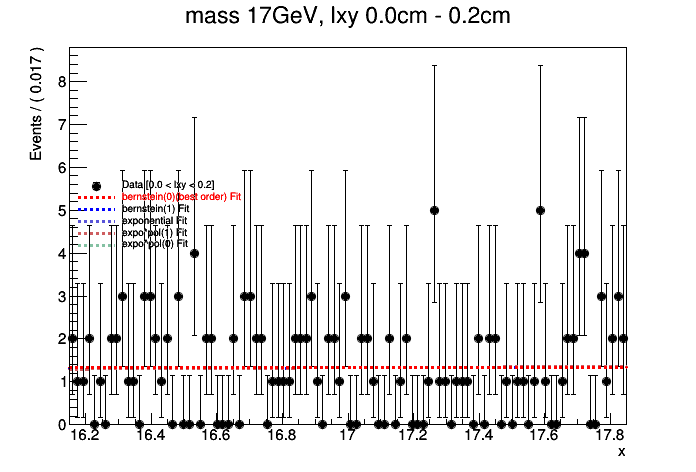 mass 17GeV, lxy 0.0cm - 0.2cm
Events / ( 0.017 )
8
7
6
5
4
3
2
1
0
Data [0.0 < lxy < 0.2]
bernstein(0)(best order) Fit
bernstein(1) Fit
exponential Fit
expo*pol(1) Fit
expo*pol(0) Fit
16.2 16.4 16.6 16.8 17 17.2 17.4 17.6 17.8
x